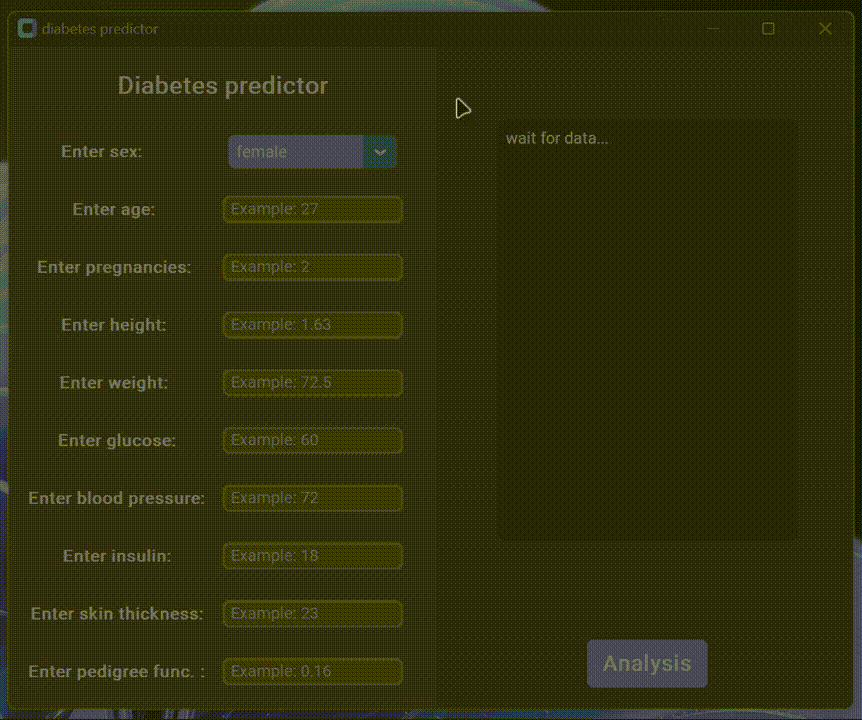 diabetes predictor
Diabetes predictor
Enter sex: female
Enter age: Example: 27
Enter pregnancies: Example: 2
Enter height: Example: 1.63
Enter weight: Example: 72.5
Enter glucose: Example: 60
Enter blood pressure: Example: 72
Enter insulin: Example: 18
Enter skin thickness: Example: 23
Enter pedigree func. : Example: 0.16
wait for data...
Analysis